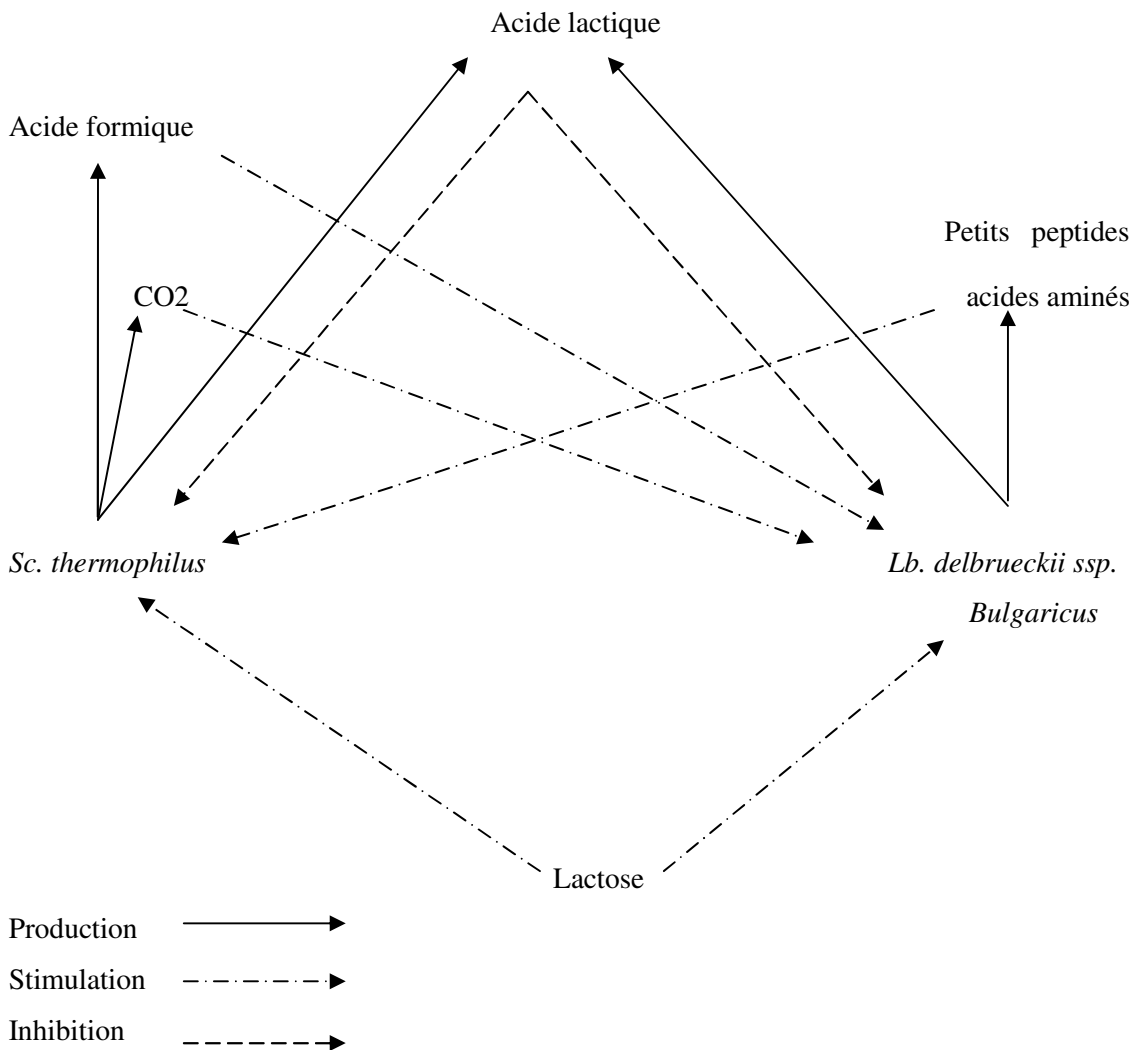 Acide lactique
Acide formique
Petits peptides
CO2
acides aminés
Sc. thermophilus
Lb. delbrueckii ssp.
Bulgaricus
Lactose
Production
Stimulation
Inhibition